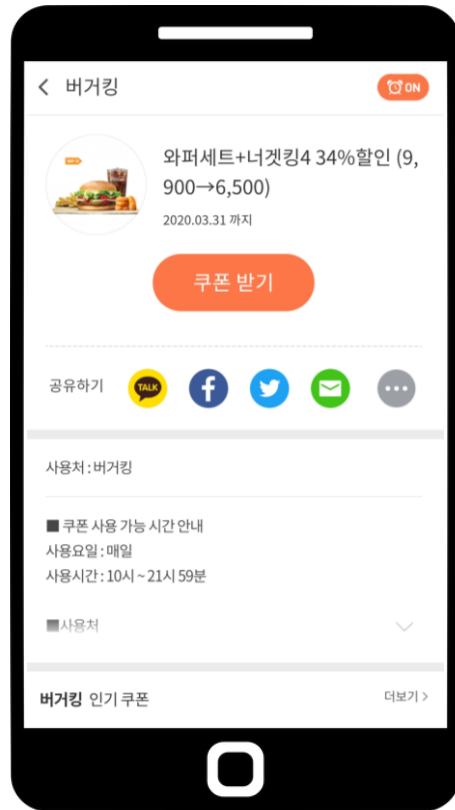 버거킹
ON
와퍼세트+너겟킹4 34%할인 (9,
900→6,500)
2020.03.31 까지
쿠폰 받기
공유하기
TALK
사용처 : 버거킹
■ 쿠폰 사용 가능 시간 안내
사용요일 : 매일
사용시간 : 10시 ~ 21시 59분
■사용처
버거킹 인기 쿠폰
더보기 >